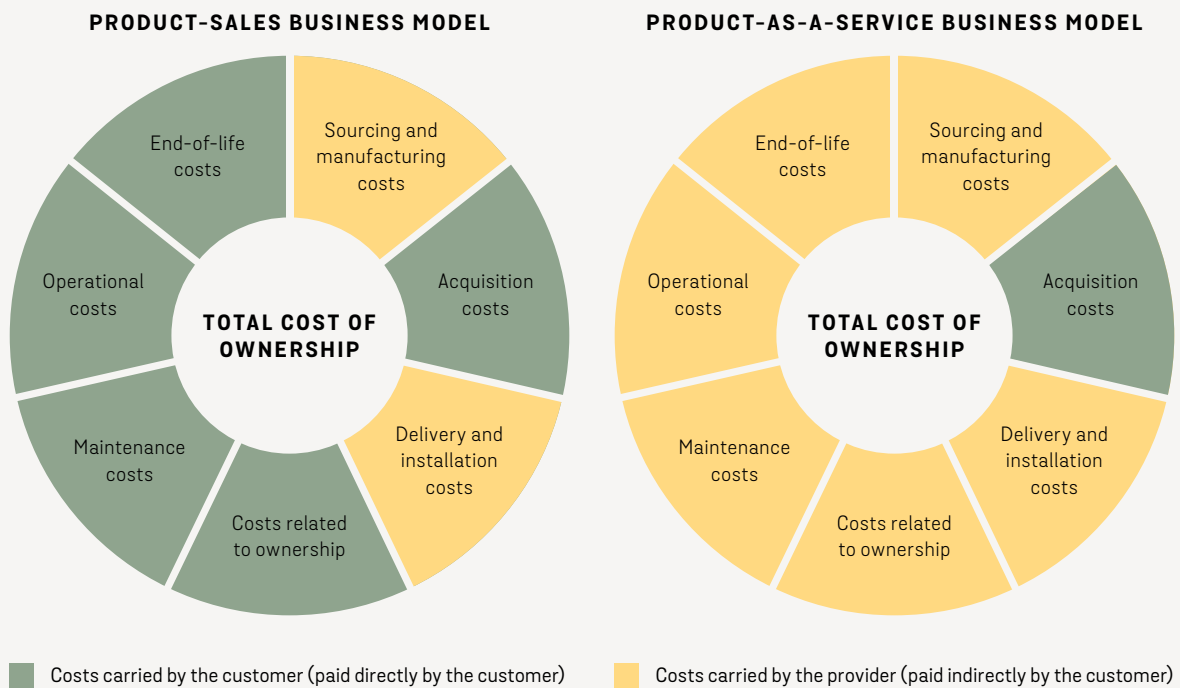 PRODUCT-SALES BUSINESS MODEL
End-of-life
costs
Sourcing and
manufacturing
costs
Operational
costs
Acquisition
costs
TOTAL COST OF
OWNERSHIP
Maintenance
costs
Delivery and
installation
costs
Costs related
to ownership
Costs carried by the customer (paid directly by the customer)
PRODUCT-AS-A-SERVICE BUSINESS MODEL
End-of-life
costs
Sourcing and
manufacturing
costs
Operational
costs
Acquisition
costs
TOTAL COST OF
OWNERSHIP
Maintenance
costs
Delivery and
installation
costs
Costs related
to ownership
Costs carried by the provider (paid indirectly by the customer)